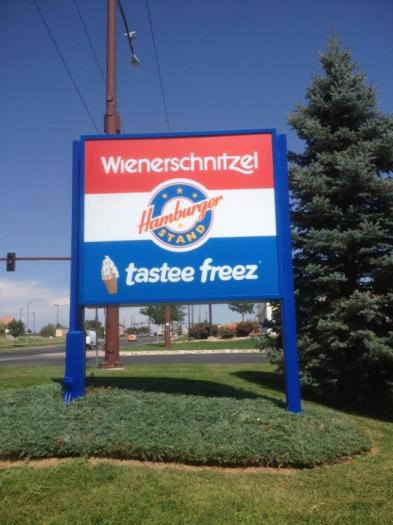 Wienerschnitzel
Hamburger
STAND
tastee freez